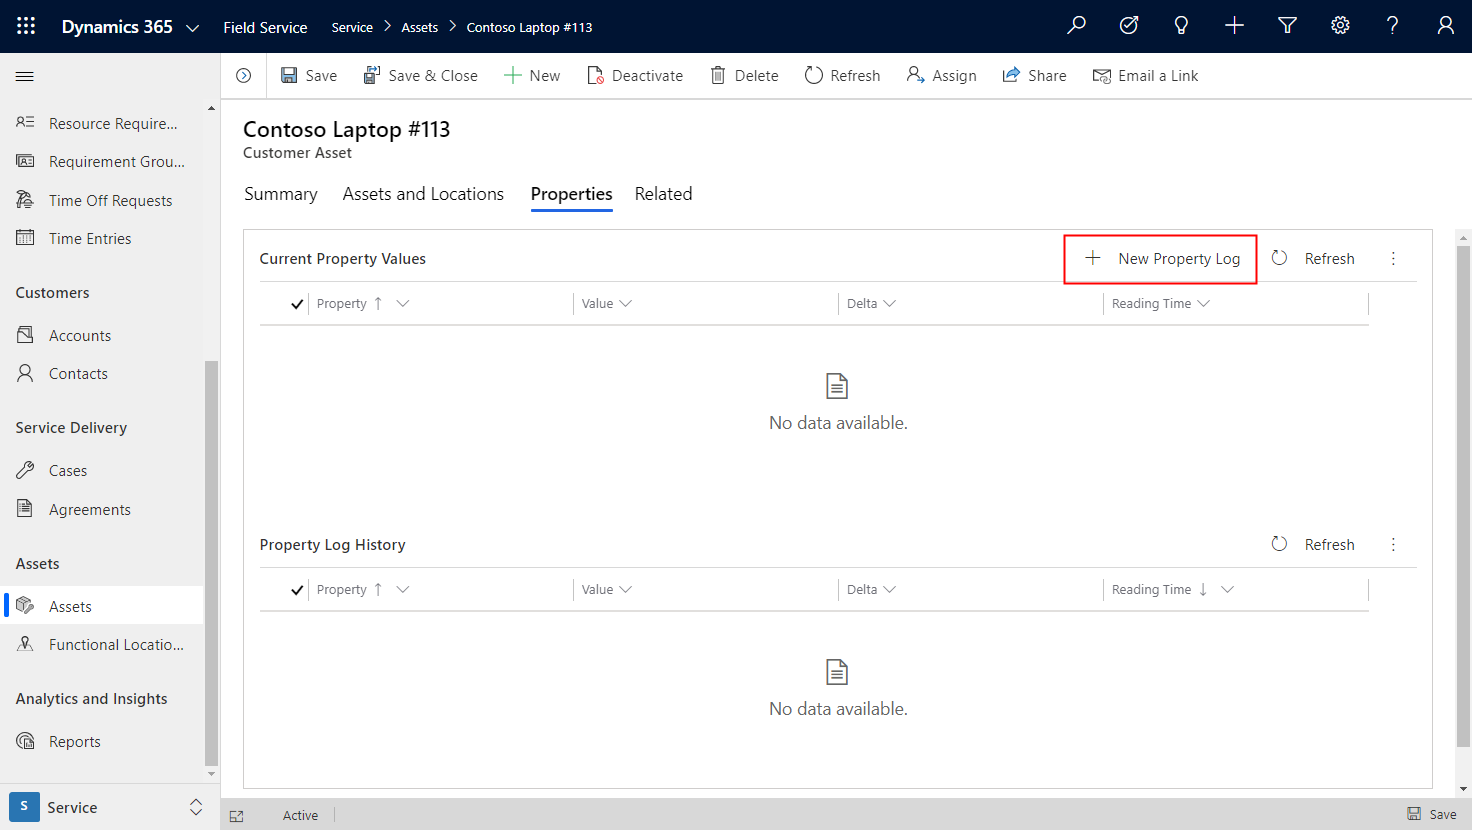 Dynamics 365
Field Service
Service > Assets > Contoso Laptop #113
Save
Save & Close
New
Deactivate
Delete
Refresh
Assign
Share
Email a Link
Resource Require...
Requirement Grou...
Time Off Requests
Time Entries
Customers
Accounts
Contacts
Service Delivery
Cases
Agreements
Assets
Assets
Functional Locatio...
Analytics and Insights
Reports
S
Service
Contoso Laptop #113
Customer Asset
Summary
Assets and Locations
Properties
Related
Current Property Values
+ New Property Log
Refresh
Property
Value
Delta
Reading Time
No data available.
Property Log History
Refresh
Property
Value
Delta
Reading Time
No data available.
Active
Save